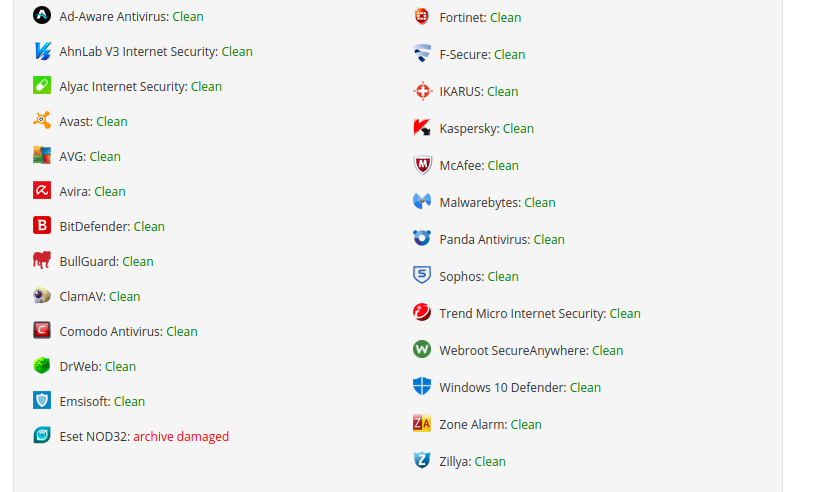 Ad-Aware Antivirus: Clean
AhnLab V3 Internet Security: Clean
Alyac Internet Security: Clean
Avast: Clean
AVG: Clean
Avira: Clean
BitDefender: Clean
BullGuard: Clean
ClamAV: Clean
Comodo Antivirus: Clean
DrWeb: Clean
Emsisoft: Clean
Eset NOD32: archive damaged
Fortinet: Clean
F-Secure: Clean
IKARUS: Clean
Kaspersky: Clean
McAfee: Clean
Malwarebytes: Clean
Panda Antivirus: Clean
Sophos: Clean
Trend Micro Internet Security: Clean
Webroot SecureAnywhere: Clean
Windows 10 Defender: Clean
Zone Alarm: Clean
Zillya: Clean